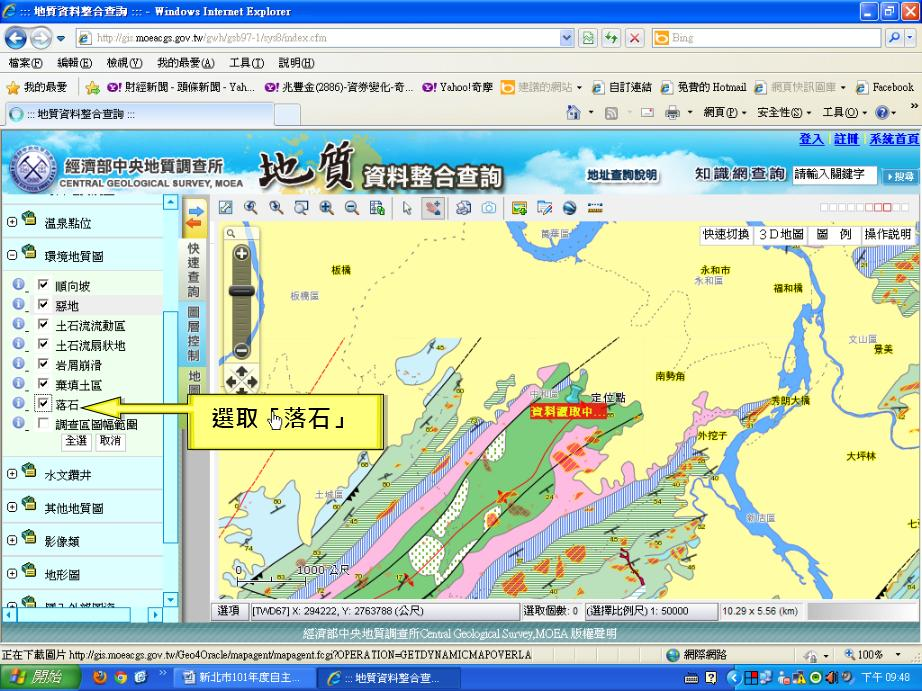 ::: 地質資料整合查詢 ::: - Windows Internet Explorer
http://gis.moeacgs.gov.tw/gwh/gsb97-1/sys8/index.cfm
Bing
檔案(F) 編輯(E) 檢視(V) 我的最愛(A) 工具(T) 說明(H)
我的最愛 Y! 財經新聞 - 頭條新聞 - Yah... Y! 兆豐金(2886)-資券變化-奇... Y! Yahoo!奇摩 建議的網站 自訂連結 免費的 Hotmail 網頁快訊圖庫 Facebook
::: 地質資料整合查詢 :::
網頁(P) 安全性(S) 工具(O)
登入 註冊 系統首頁
經濟部中央地質調查所
CENTRAL GEOLOGICAL SURVEY, MOEA
地質 資料整合查詢
地址查詢說明 知識網查詢 請輸入關鍵字 搜尋
溫泉點位
環境地質圖
順向坡
惡地
土石流流動區
土石流扇狀地
岩屑崩滑
棄填土區
落石
調查區圖幅範圍
全選 取消
水文鑽井
其他地質圖
影像類
地形圖
快速查詢
圖層控制
地圖
選取「落石」
快速切換 3D地圖 圖 例 操作說明
萬華區
板橋
板橋區
永和市
永和區
福和橋
文山區
景美
南勢角
中和區
定位點
資料讀取中...
秀朗大橋
外挖子
大坪林
土城區
新店區
七
0 1000 公尺
選項 [TWD67] X: 294222, Y: 2763788 (公尺) 選取個數: 0 (選擇比例尺) 1: 50000 10.29 x 5.56 (km)
經濟部中央地質調查所Central Geological Survey,MOEA 版權聲明
正在下載圖片 http://gis.moeacgs.gov.tw/Geo4Oracle/mapagent/mapagent.fcgi?OPERATION=GETDYNAMICMAPOVERLA
網際網路 100%
開始 新北市101年度自主... ::: 地質資料整合查... 下午 09:48